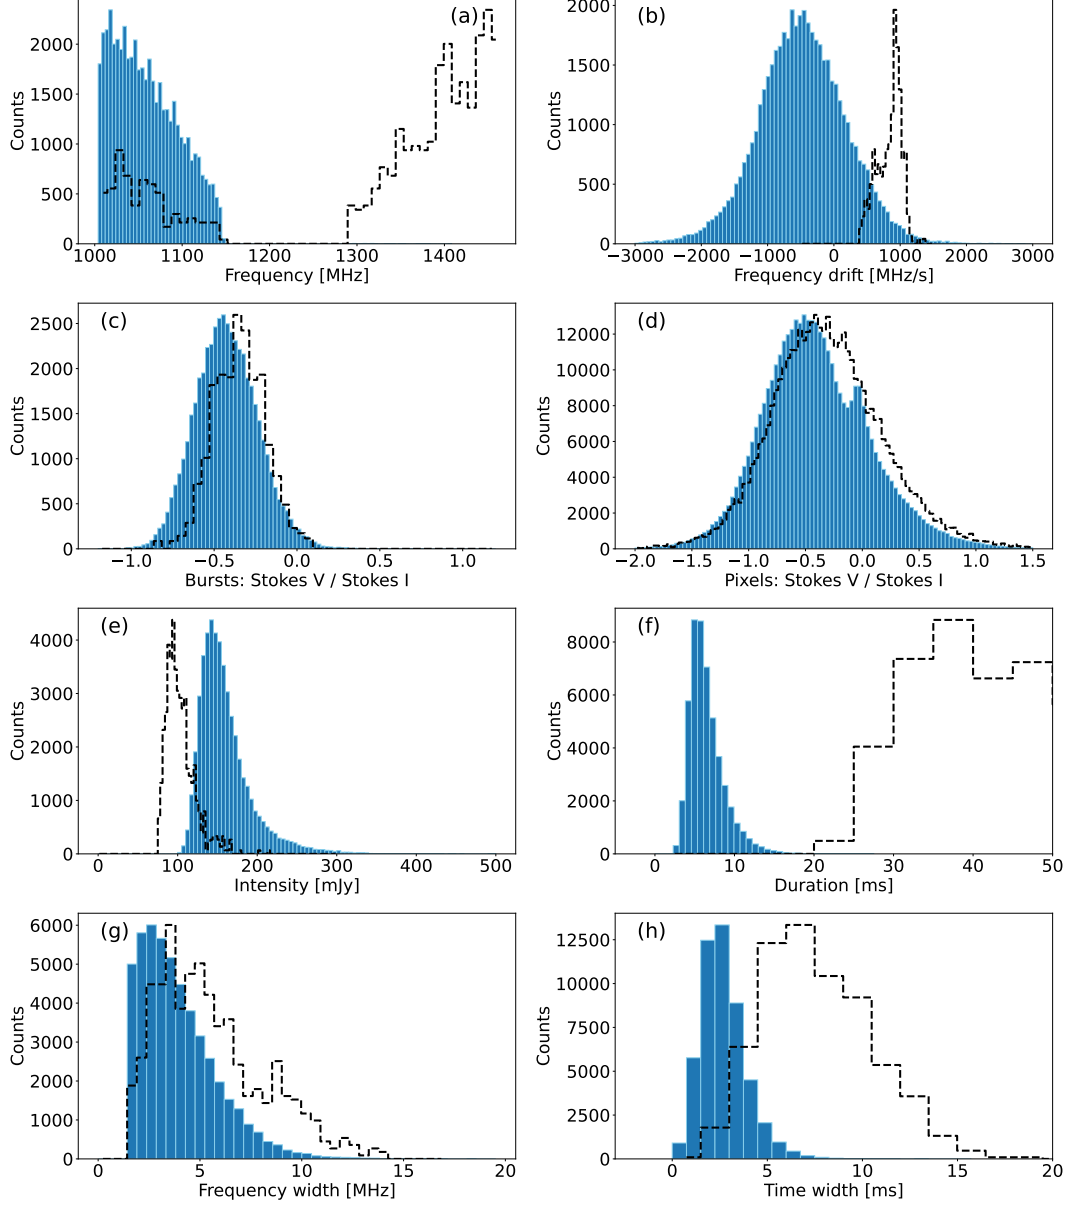 (a)
Counts
2000
1500
1000
500
0
1000 1100 1200 1300 1400
Frequency [MHz]
(b)
Counts
2000
1500
1000
500
0
−3000 −2000 −1000 0 1000 2000 3000
Frequency drift [MHz/s]
(c)
Counts
2500
2000
1500
1000
500
0
−1.0 −0.5 0.0 0.5 1.0
Bursts: Stokes V / Stokes I
(d)
Counts
12000
10000
8000
6000
4000
2000
0
−2.0 −1.5 −1.0 −0.5 0.0 0.5 1.0 1.5
Pixels: Stokes V / Stokes I
(e)
Counts
4000
3000
2000
1000
0
0 100 200 300 400 500
Intensity [mJy]
(f)
Counts
8000
6000
4000
2000
0
0 10 20 30 40 50
Duration [ms]
(g)
Counts
6000
5000
4000
3000
2000
1000
0
0 5 10 15 20
Frequency width [MHz]
(h)
Counts
12500
10000
7500
5000
2500
0
0 5 10 15 20
Time width [ms]